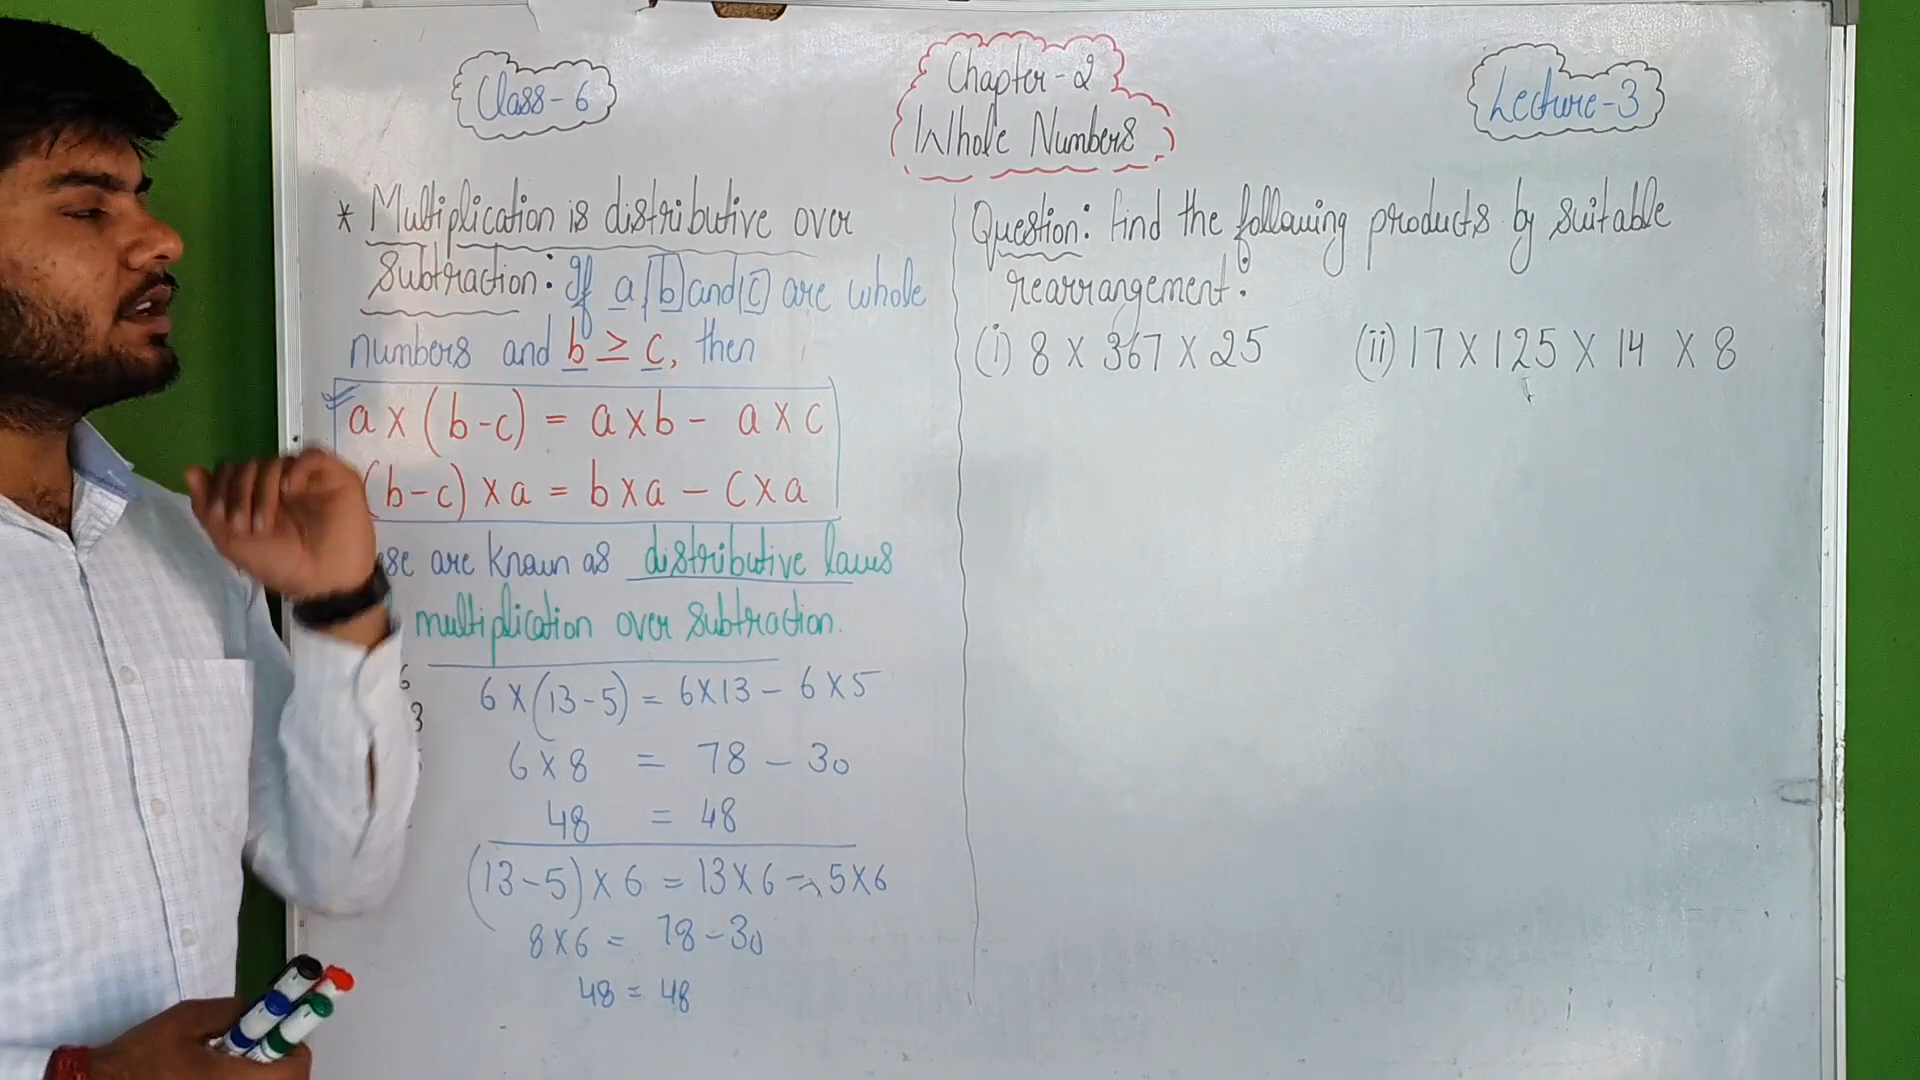 Class-6
Chapter-2
Whole Numbers
Lecture-3
* Multiplication is distributive over
Subtraction: If a, b and c are whole
numbers and b ≥ c, then
a × (b-c) = a×b - a×c
(b-c) × a = b×a - c×a
are known as distributive laws
multiplication over subtraction.
6×(13-5) = 6×13 - 6×5
6×8 = 78 - 30
48 = 48
(13-5)×6 = 13×6 - 5×6
8×6 = 78-30
48 = 48
Question: Find the following products by suitable
rearrangement:
(i) 8 × 367 × 25 (ii) 17 × 125 × 14 × 8